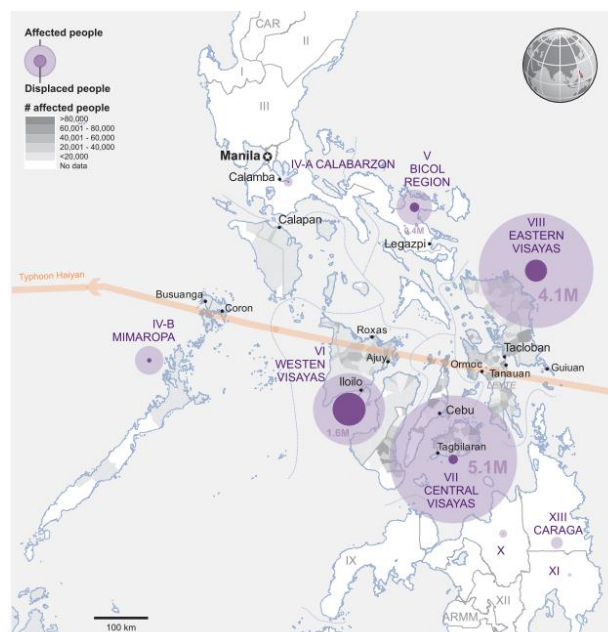 Affected people
Displaced people
# affected people
>80,000
60,001 - 80,000
40,001 - 60,000
20,001 - 40,000
<20,000
No data
CAR
II
I
III
Manila
IV-A CALABARZON
Calamba
V
BICOL
REGION
0.4M
Legazpi
Calapan
VIII
EASTERN
VISAYAS
4.1M
Typhoon Haiyan
Busuanga
Coron
IV-B
MIMAROPA
Roxas
VI
WESTEN
VISAYAS
Ajuy
Iloilo
1.6M
Tacloban
Ormoc
Tanauan
Guiuan
LEYTE
Cebu
Tagbilaran
5.1M
VII
CENTRAL
VISAYAS
XIII
CARAGA
X
XI
IX
XII
ARMM
100 km